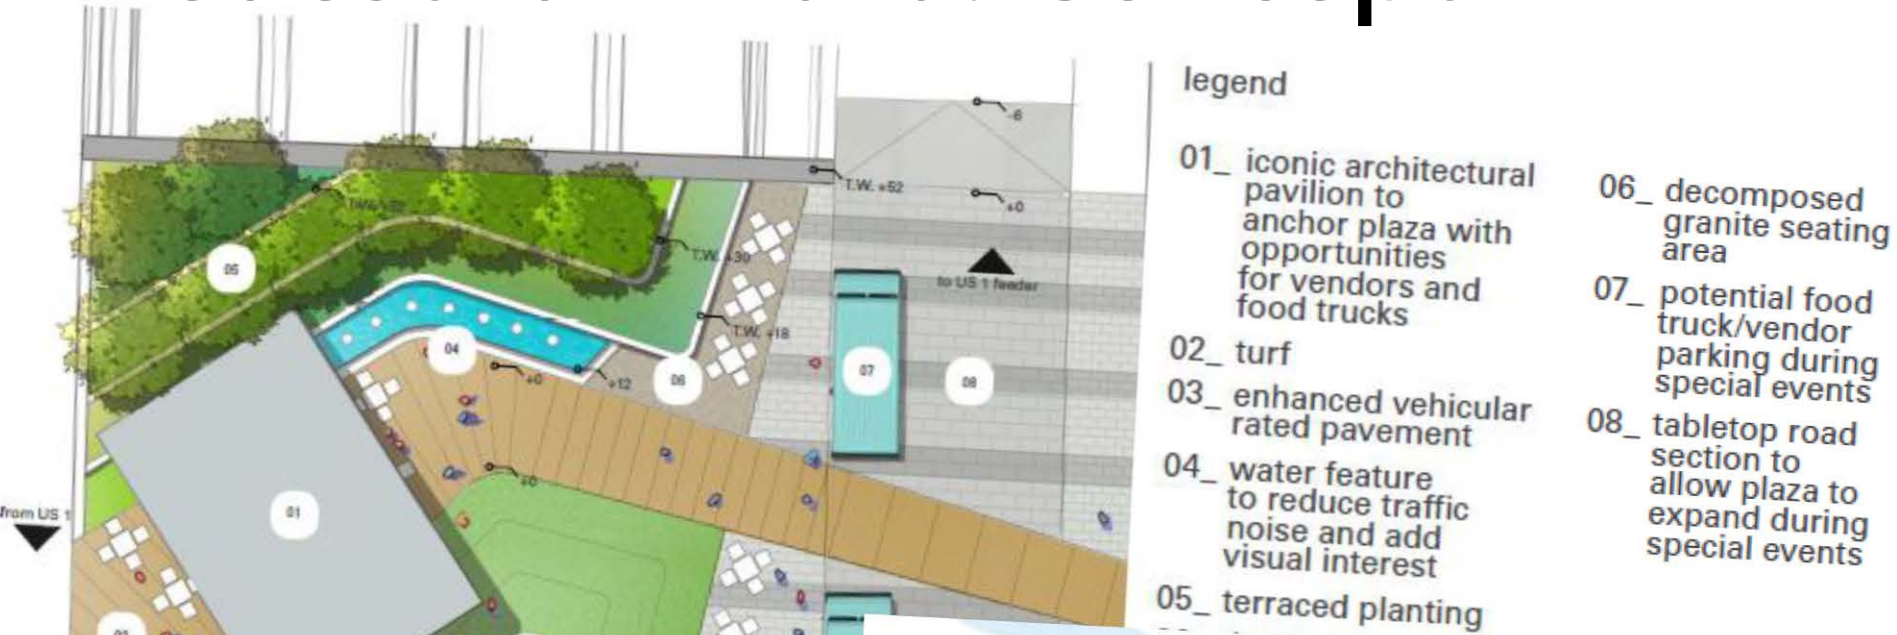 legend
01_ iconic architectural
pavilion to
anchor plaza with
opportunities
for vendors and
food trucks
02_ turf
03_ enhanced vehicular
rated pavement
04_ water feature
to reduce traffic
noise and add
visual interest
05_ terraced planting
06_ decomposed
granite seating
area
07_ potential food
truck/vendor
parking during
special events
08_ tabletop road
section to
allow plaza to
expand during
special events
-6
T.W. +52
+0
05
T.W. +30
to US 1 feeder
T.W. +18
04
+0
+12
06
07
08
+0
from US 1
01